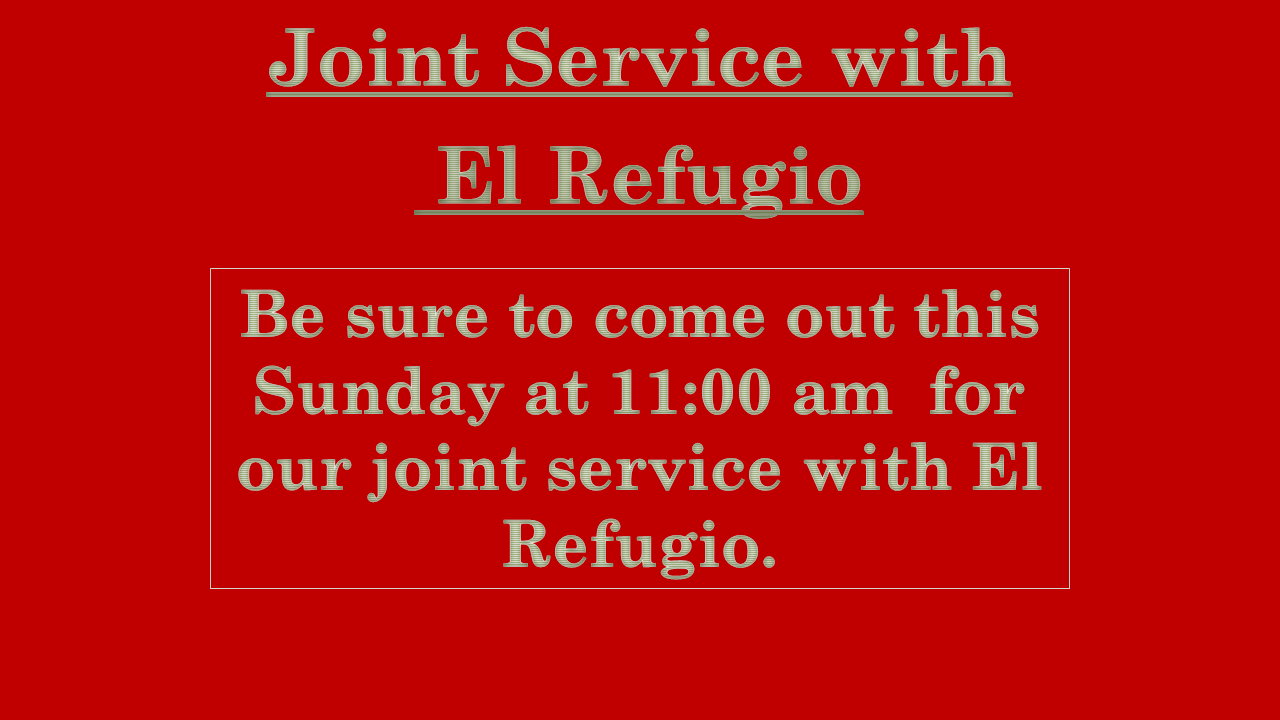 Joint Service with
El Refugio
Be sure to come out this
Sunday at 11:00 am  for
our joint service with El
Refugio.